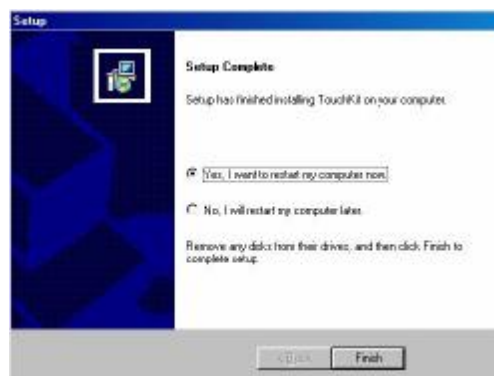 Setup
Setup Complete
Setup has finished installing TouchKit on your computer.
Yes, I want to restart my computer now.
No, I will restart my computer later.
Remove any disks from their drives, and then click Finish to
complete setup.
< Back
Finish